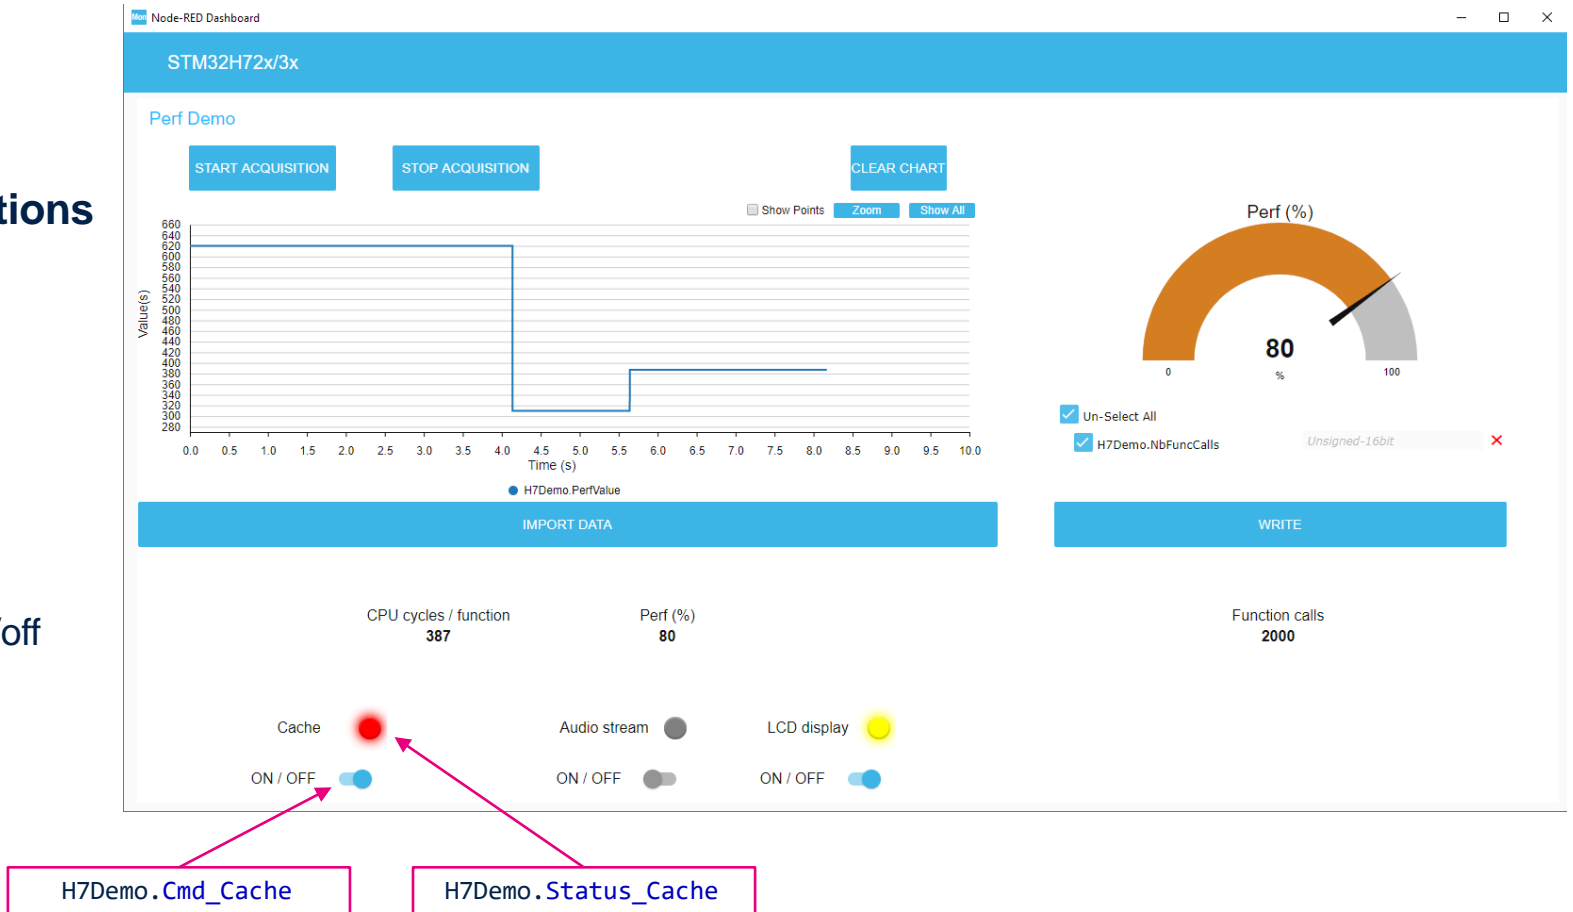 Mon Node-RED Dashboard
STM32H72x/3x
Perf Demo
START ACQUISITION STOP ACQUISITION CLEAR CHART
tions
Show Points Zoom Show All
Perf (%)
660
640
620
600
580
560
540
520
500
480
460
440
420
400
380
360
340
320
300
280
Value(s)
0.0 0.5 1.0 1.5 2.0 2.5 3.0 3.5 4.0 4.5 5.0 5.5 6.0 6.5 7.0 7.5 8.0 8.5 9.0 9.5 10.0
Time (s)
H7Demo.PerfValue
80
0 % 100
Un-Select All
H7Demo.NbFuncCalls Unsigned-16bit
IMPORT DATA WRITE
CPU cycles / function Perf (%) Function calls
387 80 2000
/off
Cache Audio stream LCD display
ON / OFF ON / OFF ON / OFF
H7Demo.Cmd_Cache H7Demo.Status_Cache